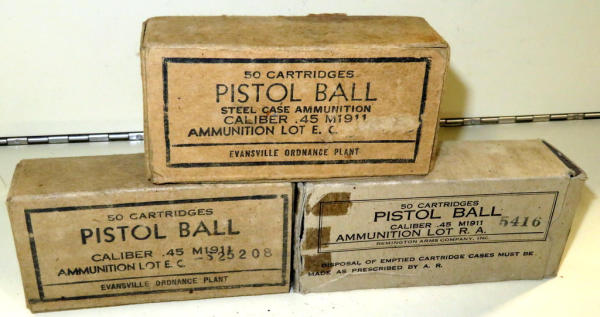 50 CARTRIDGES
PISTOL BALL
STEEL CASE AMMUNITION
CALIBER .45 M1911
AMMUNITION LOT E. C.
EVANSVILLE ORDNANCE PLANT
50 CARTRIDGES
PISTOL BALL
CALIBER .45 M1911
AMMUNITION LOT E. C. -S25208
EVANSVILLE ORDNANCE PLANT
50 CARTRIDGES
PISTOL BALL
CALIBER .45 M1911
AMMUNITION LOT R. A. 5416
REMINGTON ARMS COMPANY, INC.
DISPOSAL OF EMPTIED CARTRIDGE CASES MUST BE
MADE AS PRESCRIBED BY A. R.